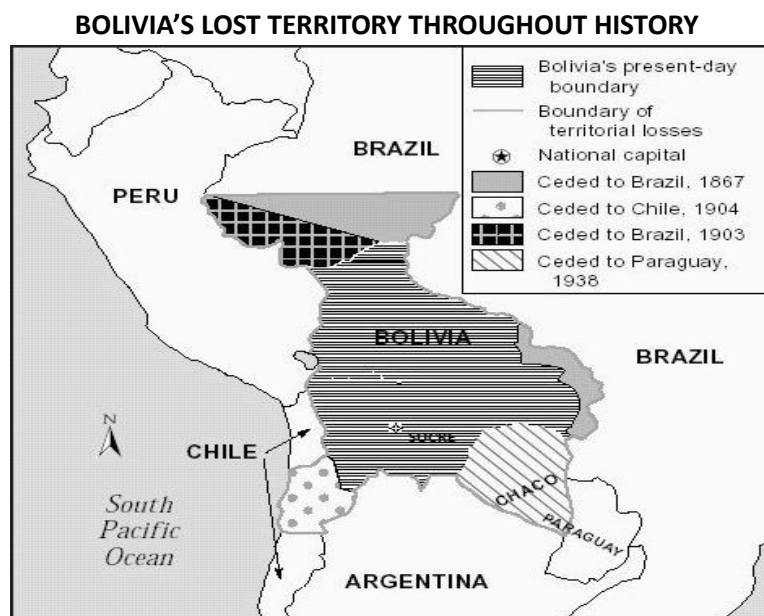 BOLIVIA'S LOST TERRITORY THROUGHOUT HISTORY
Bolivia's present-day
boundary
Boundary of
territorial losses
National capital
Ceded to Brazil, 1867
Ceded to Chile, 1904
Ceded to Brazil, 1903
Ceded to Paraguay,
1938
BRAZIL
PERU
BOLIVIA
BRAZIL
N
SUCRE
CHILE
CHACO
PARAGUAY
South
Pacific
Ocean
ARGENTINA